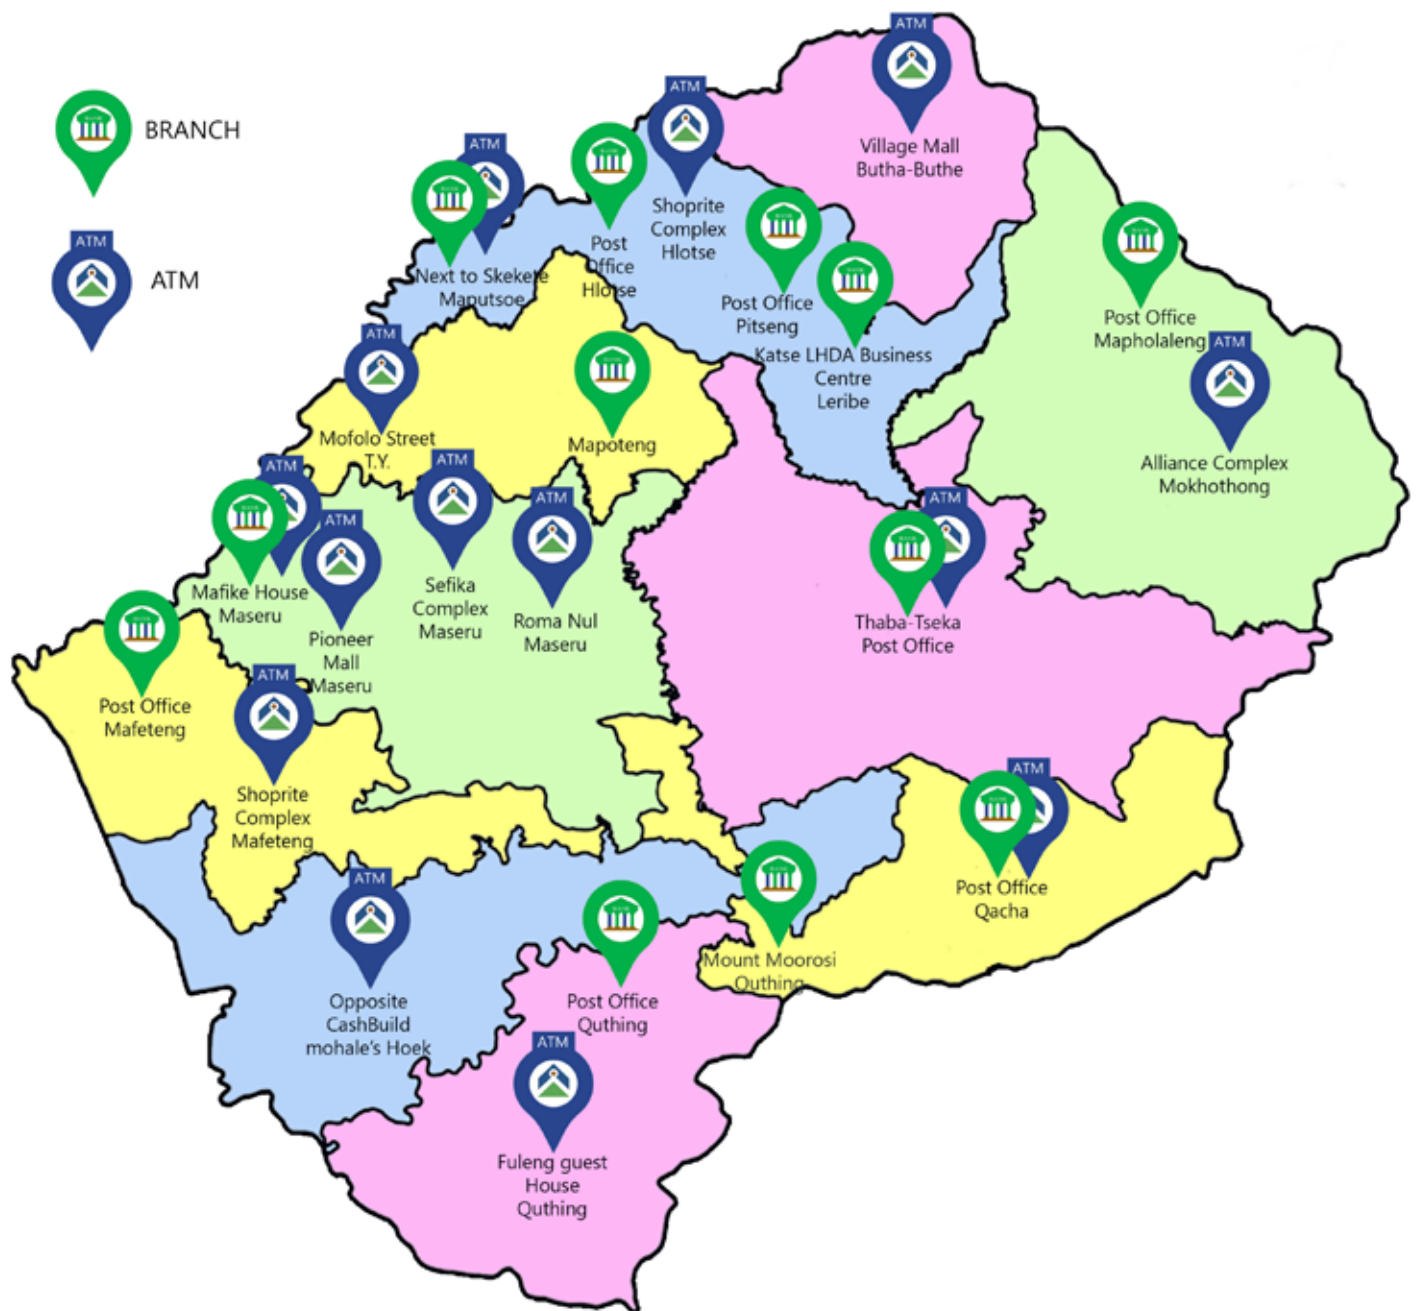 BRANCH
ATM
ATM
ATM
Village Mall
Butha-Buthe
ATM
Shoprite
Complex
Hlotse
ATM
Next to Skekete
Maputsoe
Post
Office
Hlotse
Post Office
Pitseng
Katse LHDA Business
Centre
Leribe
Post Office
Mapholaleng
ATM
Alliance Complex
Mokhothong
ATM
Mofolo Street
T.Y.
Mapoteng
ATM
Mafike House
Maseru
ATM
Pioneer
Mall
Maseru
ATM
Sefika
Complex
Maseru
ATM
Roma Nul
Maseru
ATM
Thaba-Tseka
Post Office
Post Office
Mafeteng
ATM
Shoprite
Complex
Mafeteng
ATM
Post Office
Qacha
ATM
Opposite
CashBuild
mohale's Hoek
Post Office
Quthing
Mount Moorosi
Quthing
ATM
Fuleng guest
House
Quthing